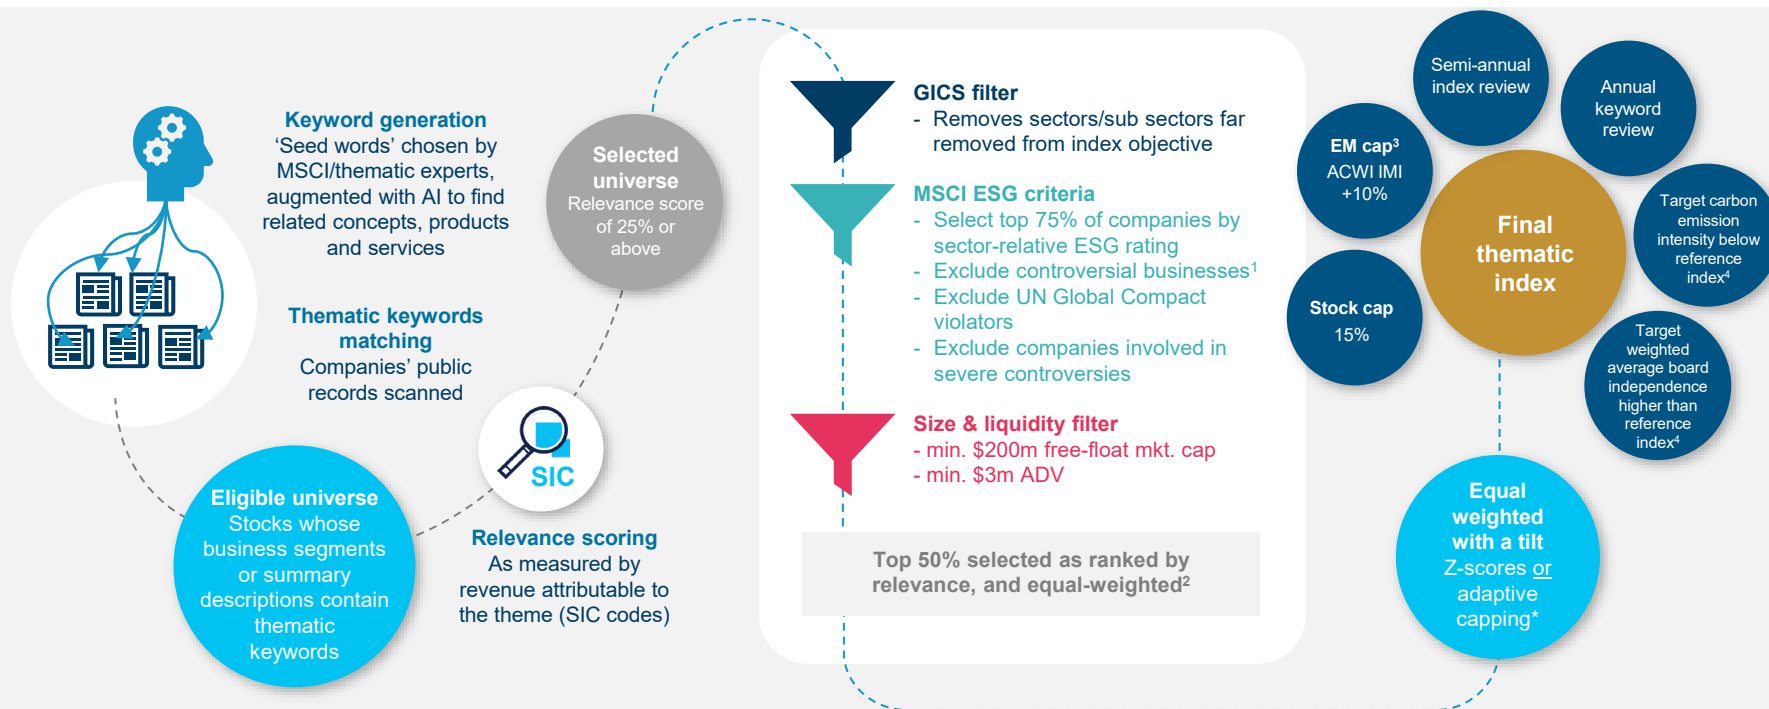 Keyword generation
‘Seed words’ chosen by
MSCI/thematic experts,
augmented with AI to find
related concepts, products
and services
Thematic keywords
matching
Companies’ public
records scanned
Eligible universe
Stocks whose
business segments
or summary
descriptions contain
thematic
keywords
SIC
Relevance scoring
As measured by
revenue attributable to
the theme (SIC codes)
Selected
universe
Relevance score
of 25% or
above
GICS filter
- Removes sectors/sub sectors far
removed from index objective
MSCI ESG criteria
- Select top 75% of companies by
sector-relative ESG rating
- Exclude controversial businesses¹
- Exclude UN Global Compact
violators
- Exclude companies involved in
severe controversies
Size & liquidity filter
- min. $200m free-float mkt. cap
- min. $3m ADV
Top 50% selected as ranked by
relevance, and equal-weighted²
Equal
weighted
with a tilt
Z-scores or
adaptive
capping*
Final
thematic
index
Stock cap
15%
EM cap³
ACWI IMI
+10%
Semi-annual
index review
Annual
keyword
review
Target carbon
emission
intensity below
reference
index⁴
Target
weighted
average board
independence
higher than
reference
index⁴